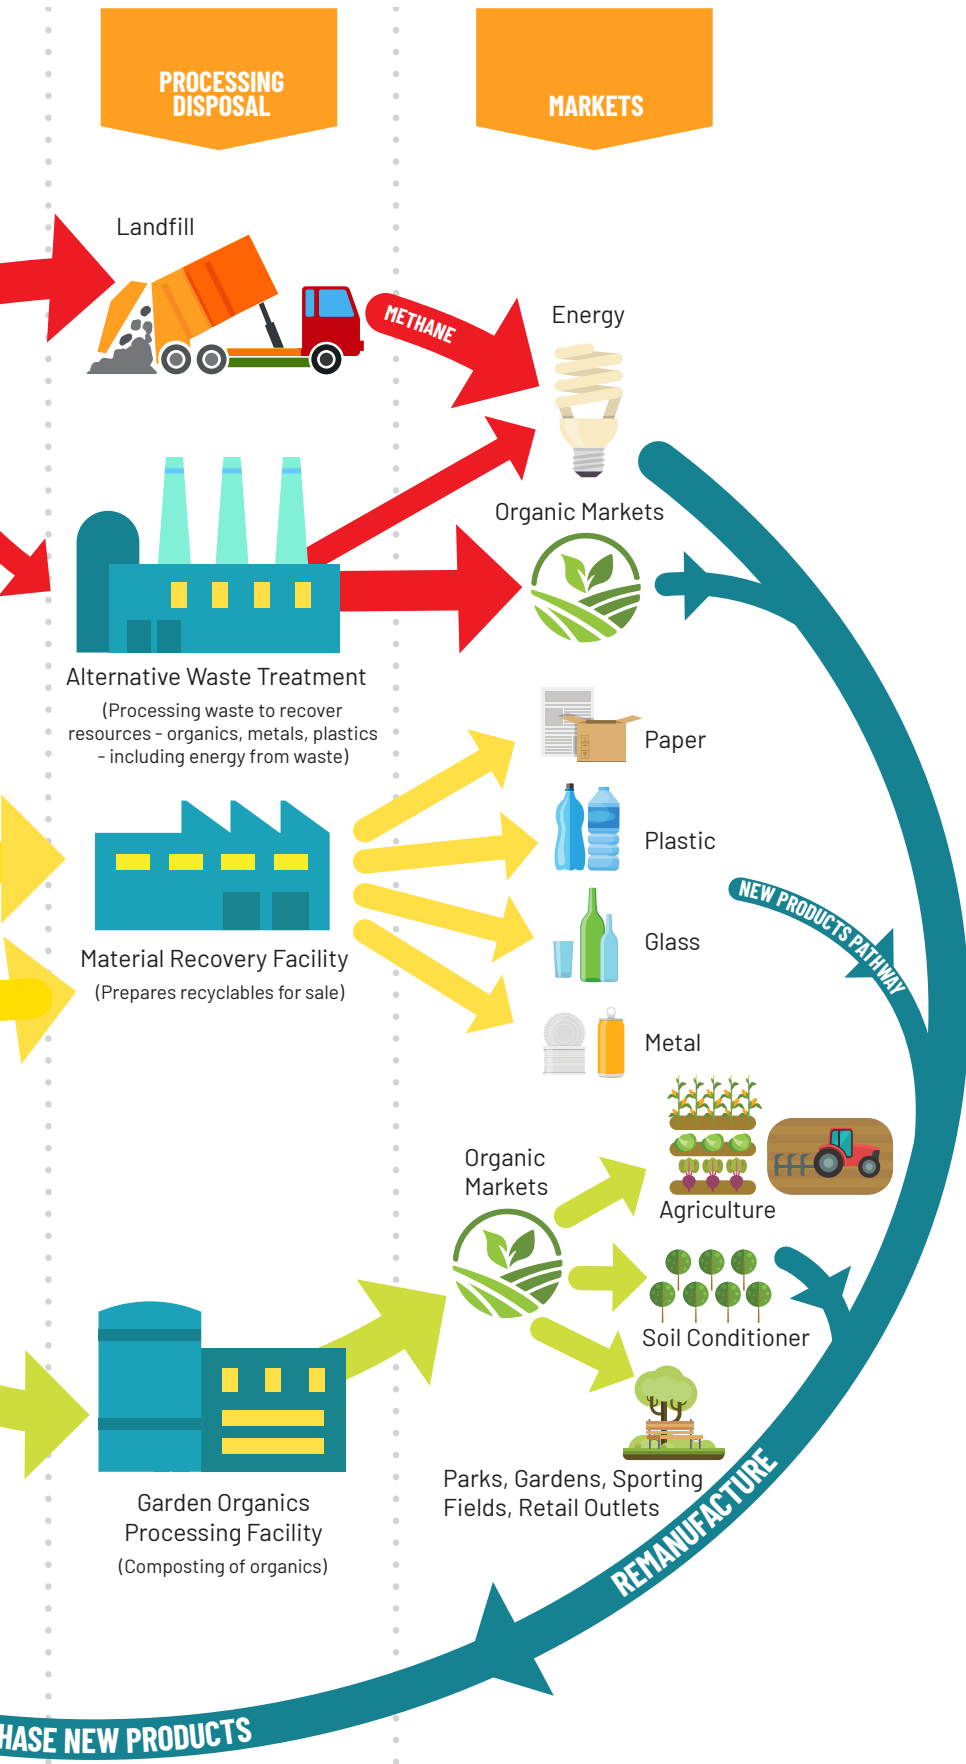 PROCESSING
DISPOSAL
MARKETS
Landfill
METHANE
Energy
Organic Markets
Alternative Waste Treatment
(Processing waste to recover
resources - organics, metals, plastics
- including energy from waste)
Paper
Plastic
NEW PRODUCTS PATHWAY
Glass
Material Recovery Facility
(Prepares recyclables for sale)
Metal
Organic
Markets
Agriculture
Soil Conditioner
Parks, Gardens, Sporting
Fields, Retail Outlets
Garden Organics
Processing Facility
(Composting of organics)
REMANUFACTURE
HASE NEW PRODUCTS